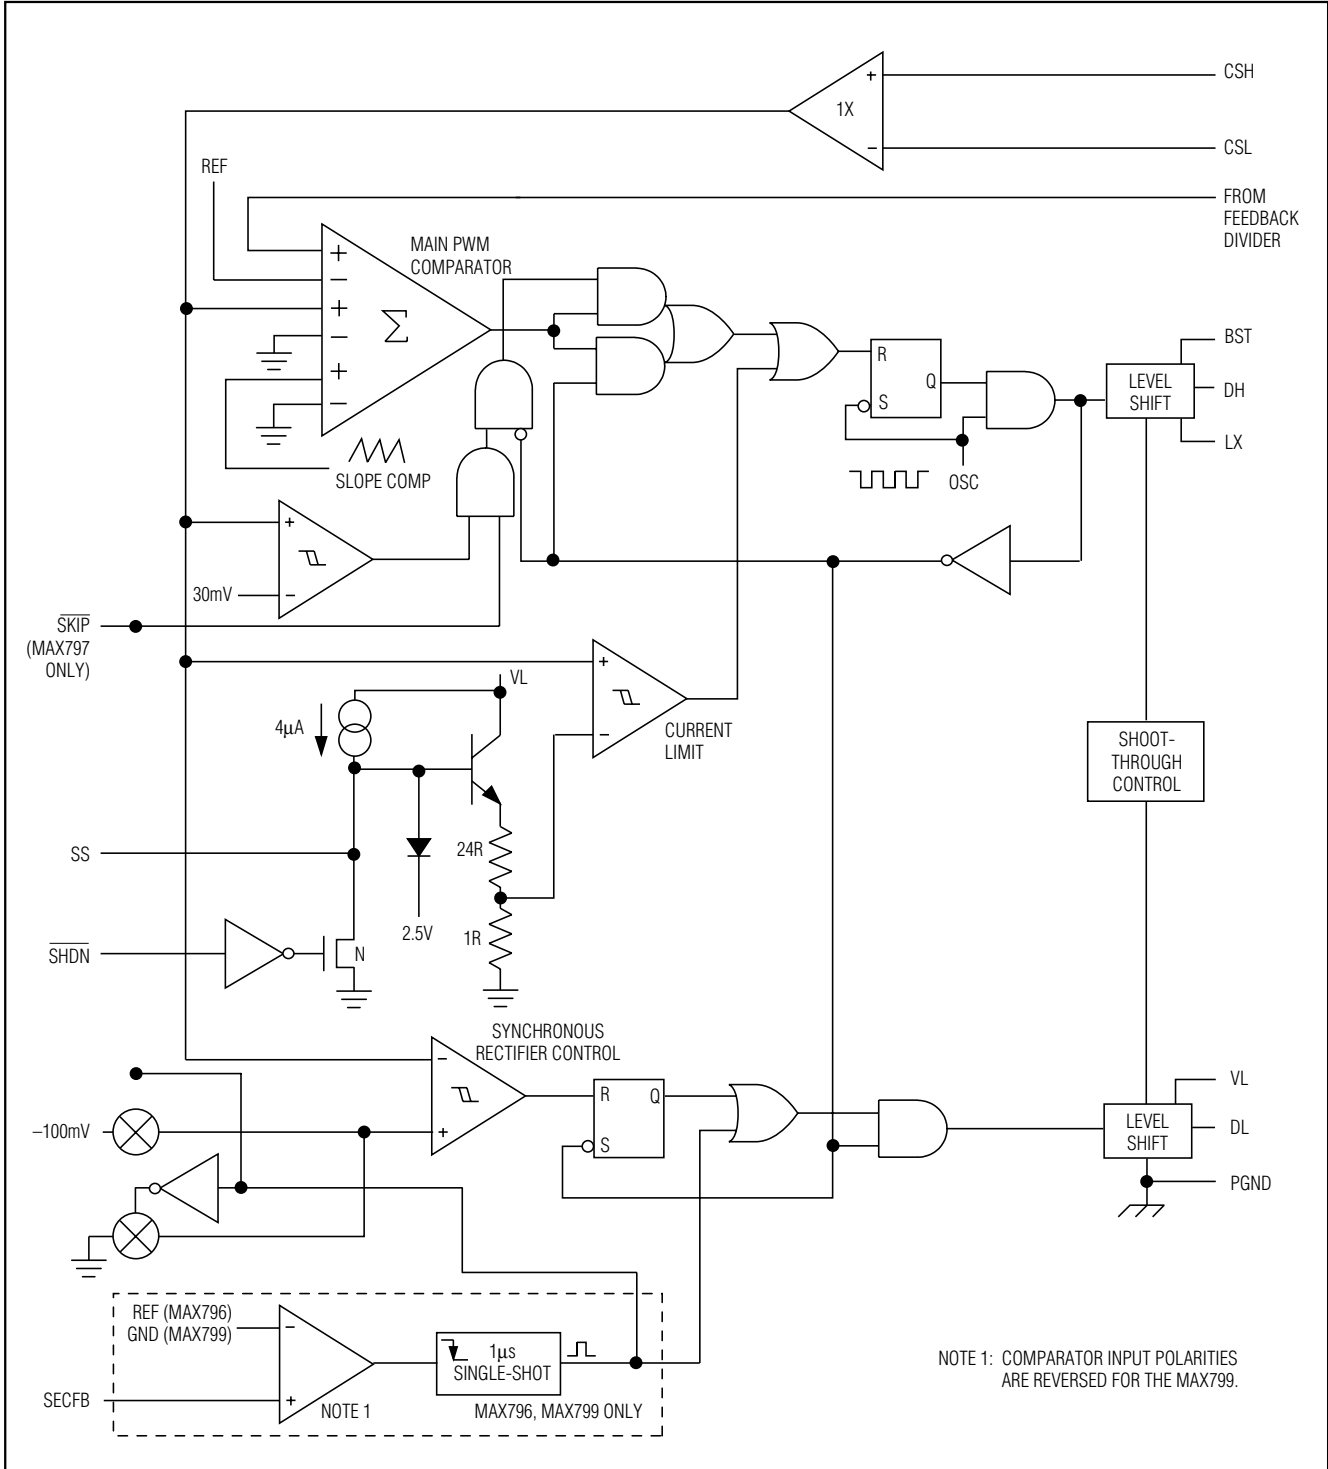 CSH
+
1X
−
CSL
REF
FROM
FEEDBACK
DIVIDER
MAIN PWM
COMPARATOR
+
−
+
Σ
−
+
−
SLOPE COMP
R
Q
S
OSC
BST
LEVEL
SHIFT
DH
LX
+
30mV
−
SKIP
(MAX797
ONLY)
VL
+
−
4µA
CURRENT
LIMIT
SHOOT-
THROUGH
CONTROL
SS
24R
2.5V
1R
SHDN
N
SYNCHRONOUS
RECTIFIER CONTROL
−
+
R
Q
S
–100mV
VL
LEVEL
SHIFT
DL
PGND
REF (MAX796)
GND (MAX799)
−
1µs
SINGLE-SHOT
SECFB
+
NOTE 1
MAX796, MAX799 ONLY
NOTE 1: COMPARATOR INPUT POLARITIES
ARE REVERSED FOR THE MAX799.